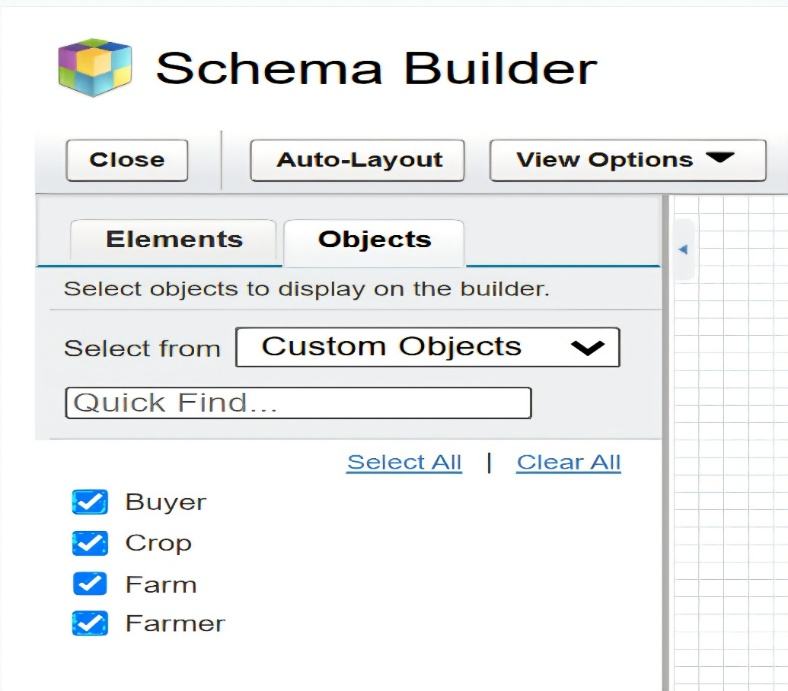 Schema Builder
Close Auto-Layout View Options
Elements Objects
Select objects to display on the builder.
Select from Custom Objects
Quick Find...
Select All | Clear All
Buyer
Crop
Farm
Farmer